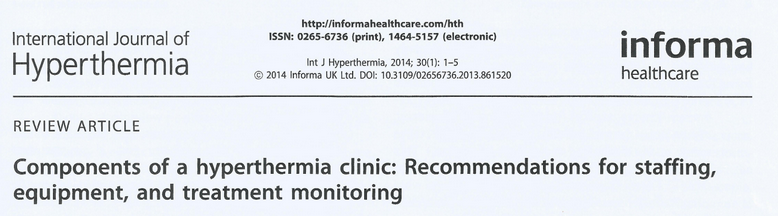 International Journal of
Hyperthermia
http://informahealthcare.com/hth
ISSN: 0265-6736 (print), 1464-5157 (electronic)
Int J Hyperthermia, 2014; 30(1): 1–5
© 2014 Informa UK Ltd. DOI: 10.3109/02656736.2013.861520
informa
healthcare
REVIEW ARTICLE
Components of a hyperthermia clinic: Recommendations for staffing,
equipment, and treatment monitoring